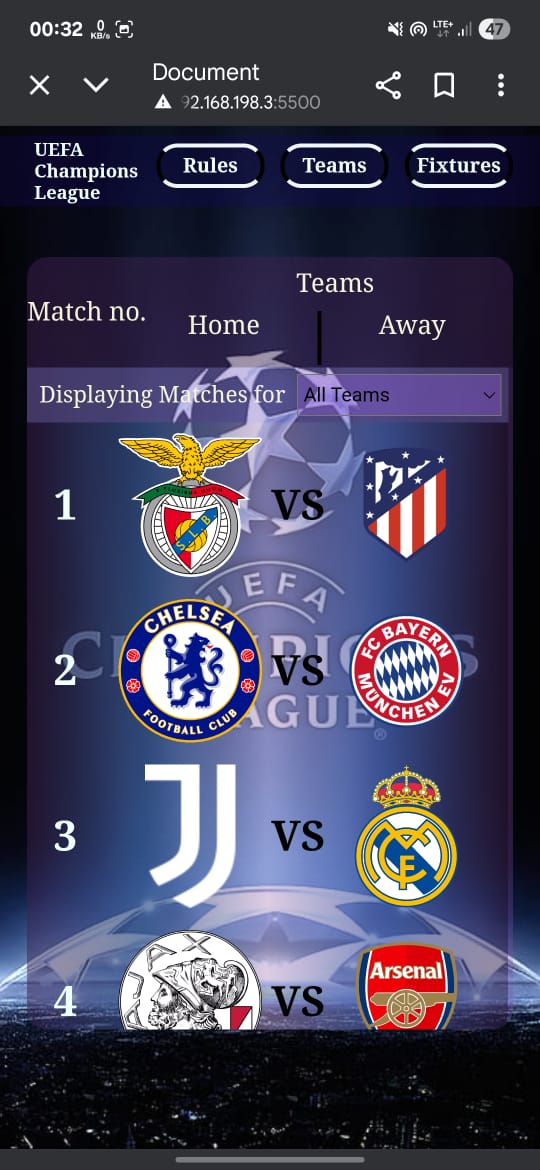 00:32 0 KB/s LTE+ 47
Document
92.168.198.3:5500
UEFA
Champions
League
Rules Teams Fixtures
Teams
Match no.
Home Away
Displaying Matches for All Teams
1 S.L.B. VS
UEFA
2 CHELSEA FOOTBALL CLUB VS FC BAYERN MÜNCHEN EV
3 VS
4 AJAX VS Arsenal